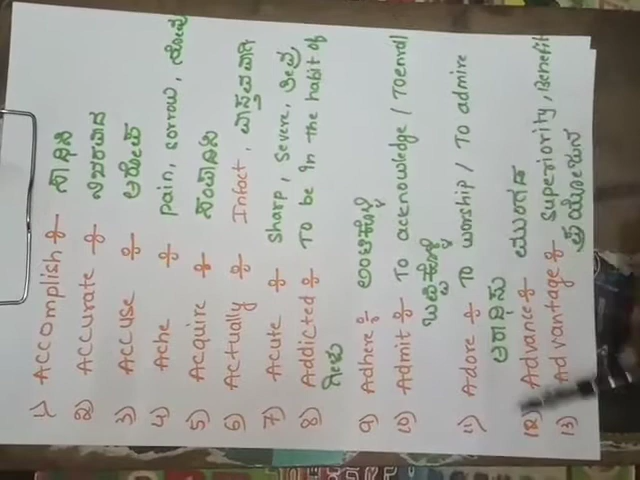 1) Accomplish :- ಸಾಧಿಸಿ
2) Accurate :- ನಿಖರವಾದ
3) Accuse :- ಆರೋಪ
4) Ache :- pain, sorrow, ನೋವು
5) Acquire :- ಸಂಪಾದಿಸು
6) Actually :- Infact, ವಾಸ್ತವವಾಗಿ
7) Acute :- sharp, severe, ತೀವ್ರ
8) Addicted :- To be in the habit of
ಗೀಳು
9) Adhere :- ಅಂಟಿಕೊಳ್ಳಿ
10) Admit :- To acknowledge / To enrol
ಒಪ್ಪಿಕೊಳ್ಳಿ
11) Adore :- To worship / To admire
ಆರಾಧಿಸು
12) Advance :- ಮುಂಗಡ
13) Advantage :- superiority, Benefit
ಪ್ರಯೋಜನ